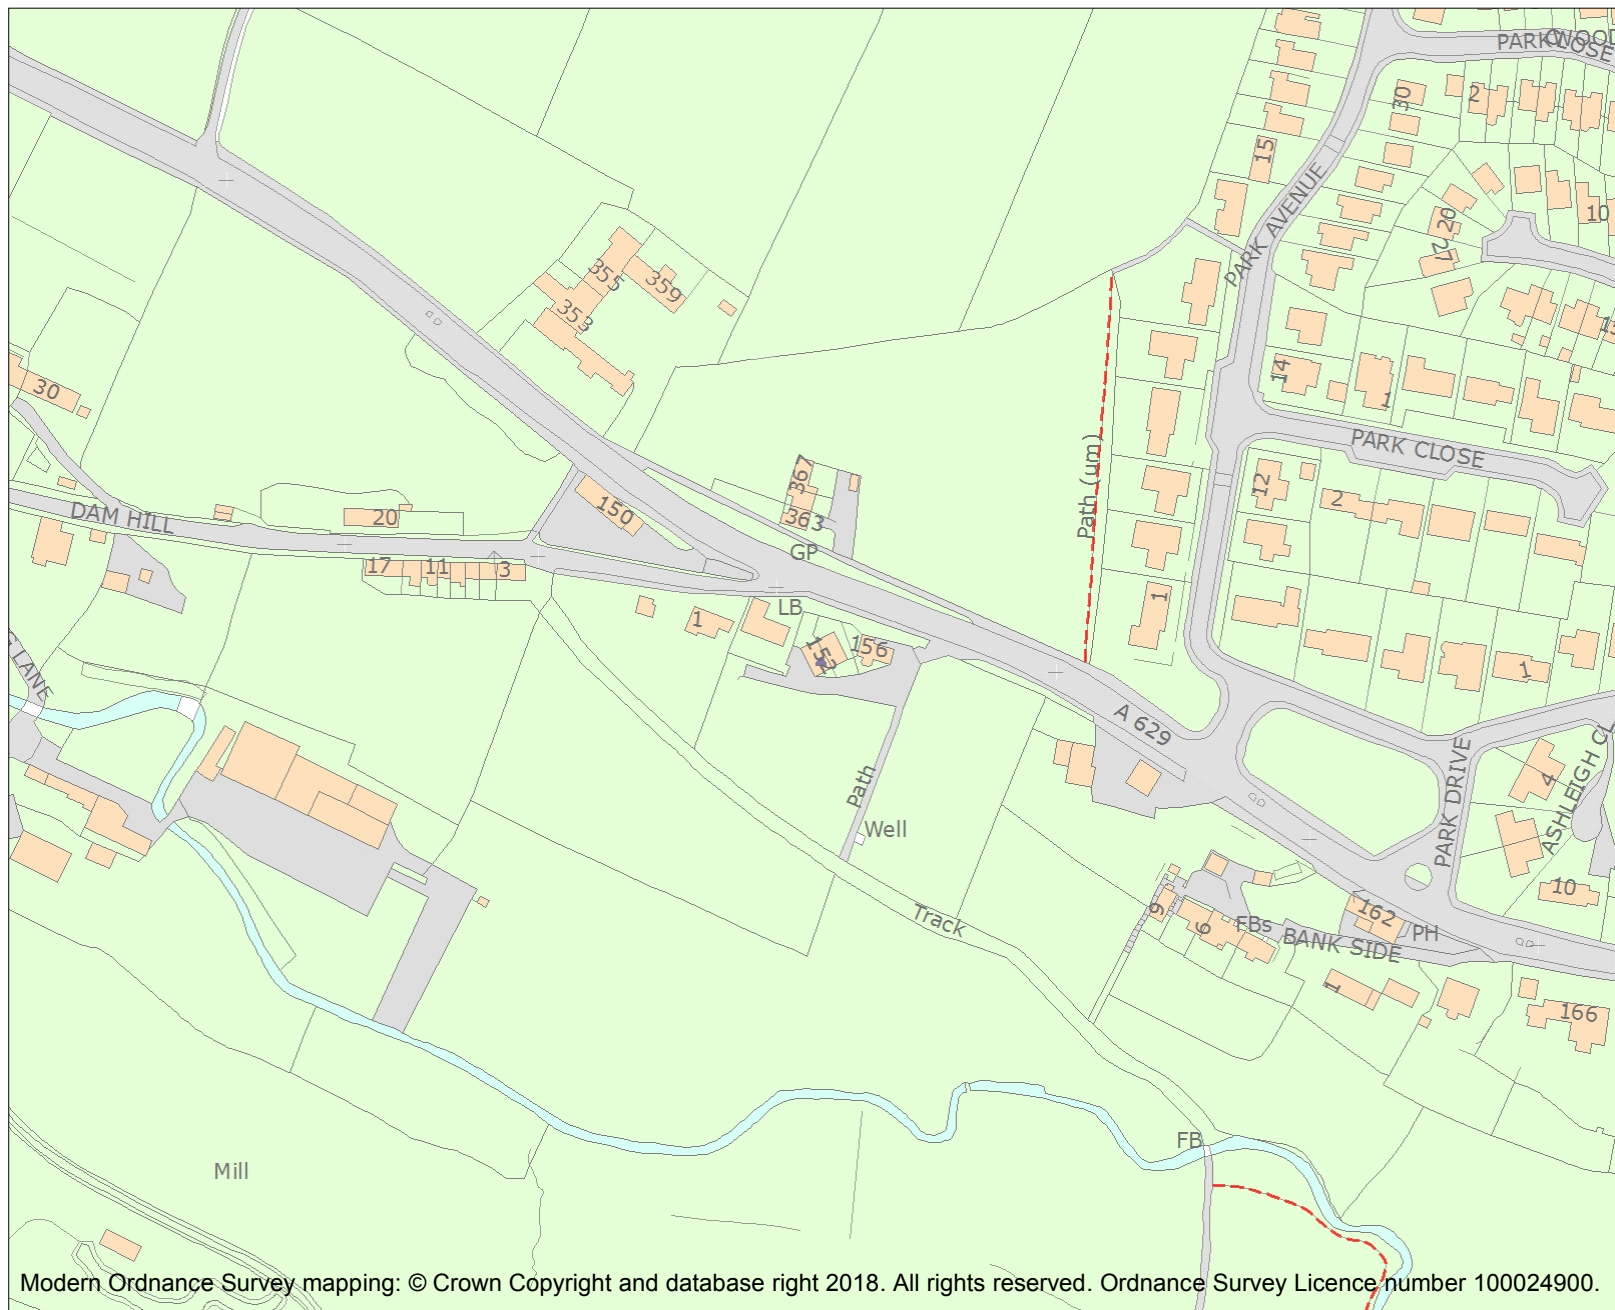 PARK CLOSE
WOOD
30
2
15
PARK AVENUE
10
20
27
355
359
353
30
14
1
15
PARK CLOSE
367
Path (um)
12
2
150
363
DAM HILL
20
GP
17
11
3
LB
1
1
152
156
1
LANE
A 629
PARK DRIVE
ASHLEIGH CL
4
Path
Well
10
9
6
Track
FBs
162
PH
BANK SIDE
1
166
FB
Mill
Modern Ordnance Survey mapping: © Crown Copyright and database right 2018. All rights reserved. Ordnance Survey Licence number 100024900.